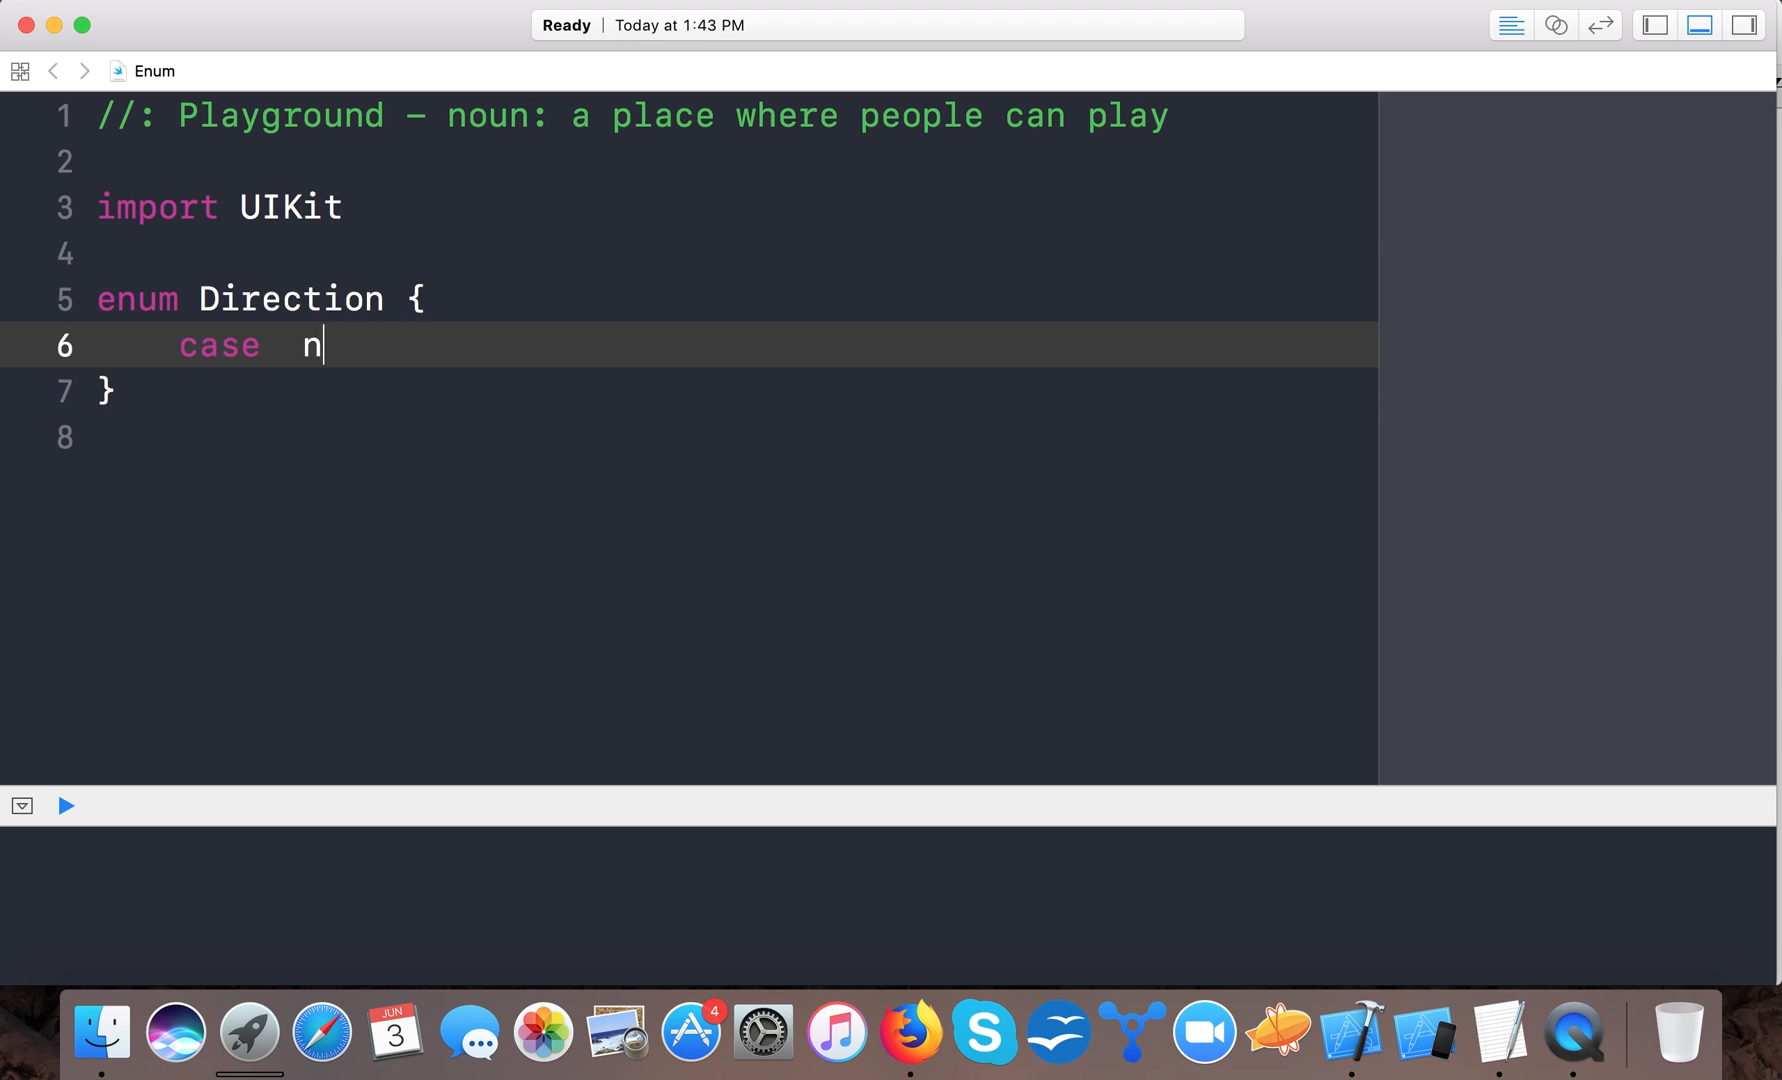 Ready | Today at 1:43 PM
Enum
1 //: Playground - noun: a place where people can play
2
3 import UIKit
4
5 enum Direction {
6 case  n
7 }
8
JUN
3
4